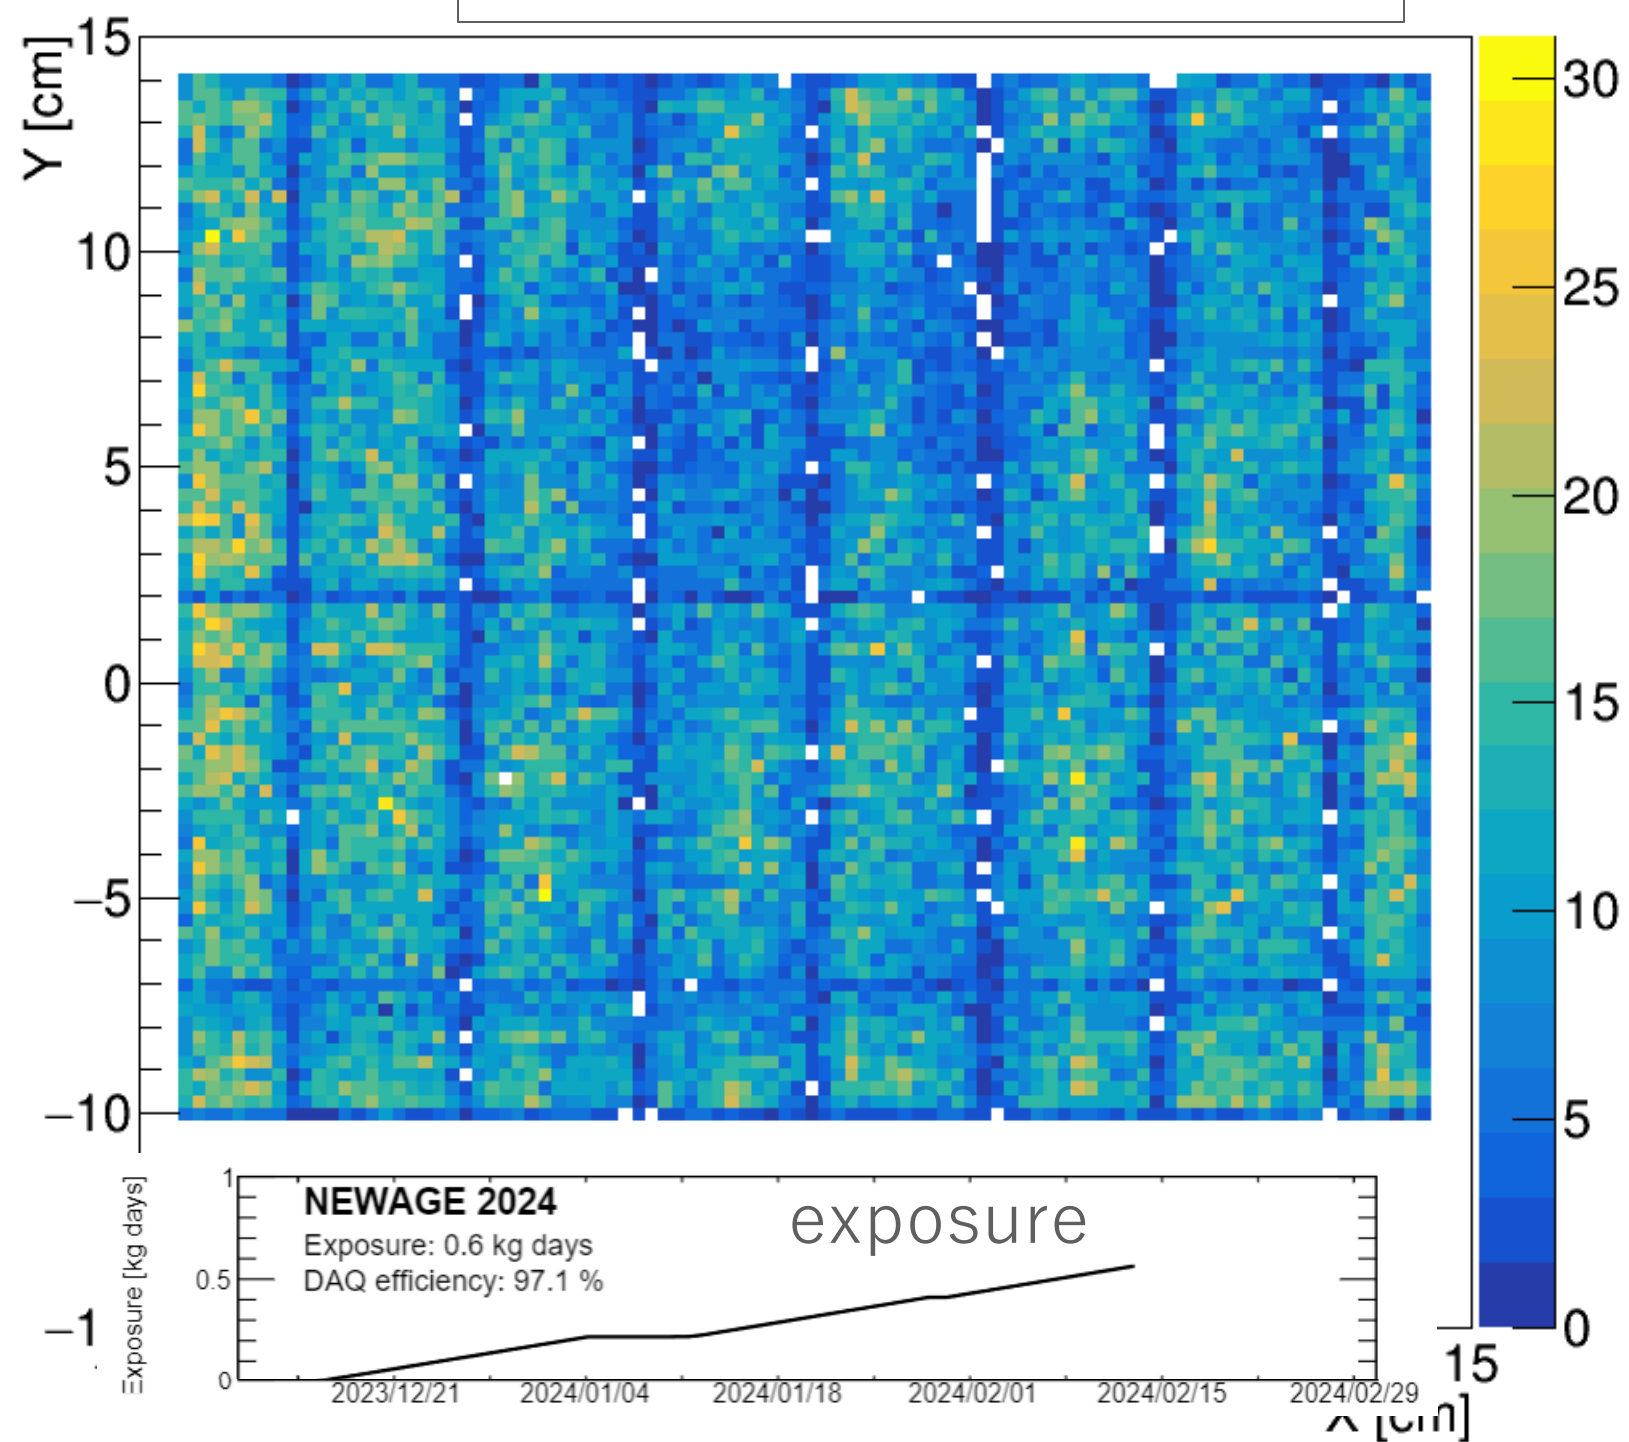 15
Y [cm]
10
5
0
−5
−10
−1
30
25
20
15
10
5
0
15
X [cm]
1
0.5
0
Exposure [kg days]
NEWAGE 2024
exposure
Exposure: 0.6 kg days
DAQ efficiency: 97.1 %
2023/12/21 2024/01/04 2024/01/18 2024/02/01 2024/02/15 2024/02/29